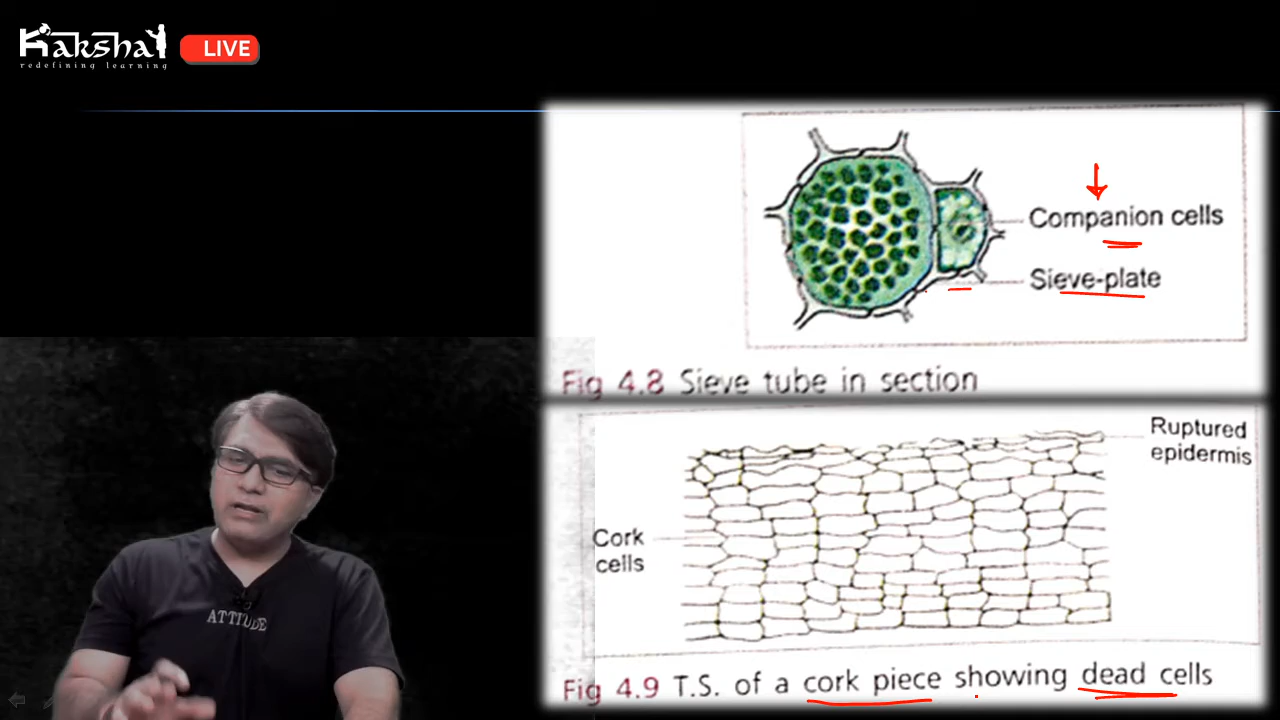 Kaksha
LIVE
redefining learning
Companion cells
Sieve-plate
Fig 4.8 Sieve tube in section
Ruptured
epidermis
Cork
cells
ATTITUDE
Fig 4.9 T.S. of a cork piece showing dead cells